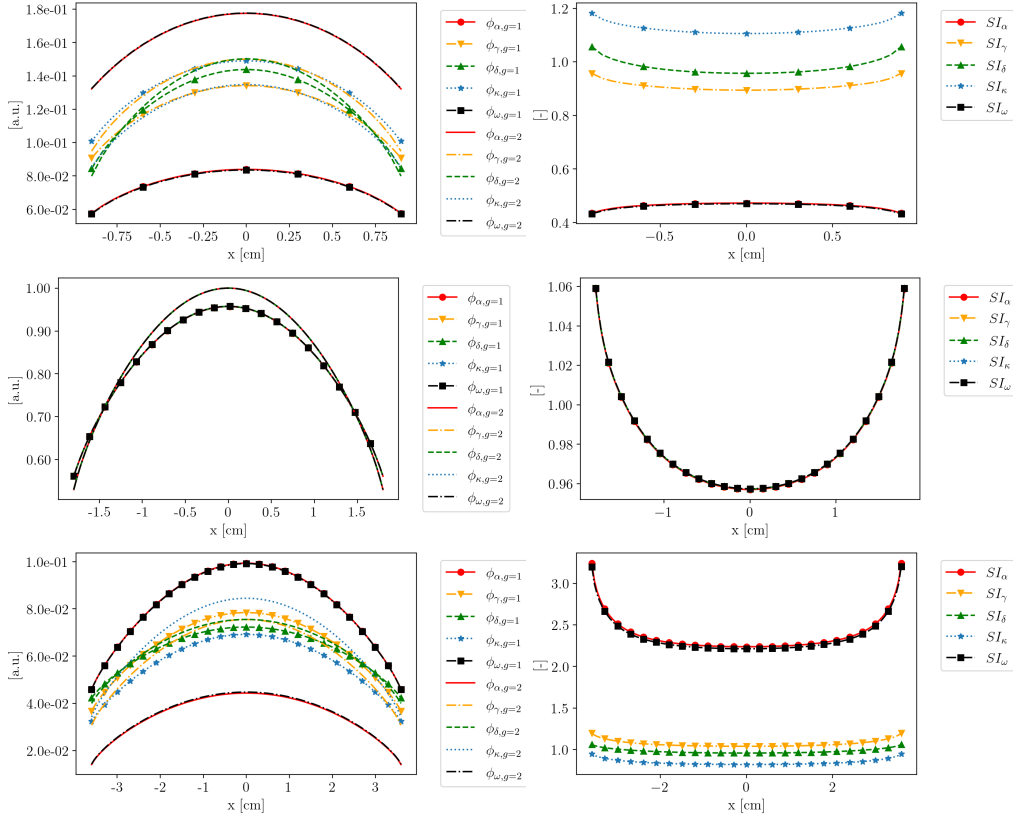 1.8e-01
1.6e-01
1.4e-01
1.2e-01
1.0e-01
8.0e-02
6.0e-02
[a.u.]
-0.75
-0.5
-0.25
0
0.25
0.5
0.75
x [cm]
ϕα,g=1
ϕγ,g=1
ϕδ,g=1
ϕκ,g=1
ϕω,g=1
ϕα,g=2
ϕγ,g=2
ϕδ,g=2
ϕκ,g=2
ϕω,g=2
1.2
1.0
0.8
0.6
0.4
[-]
−0.5
0.0
0.5
x [cm]
SIα
SIγ
SIδ
SIκ
SIω
1.00
0.90
0.80
0.70
0.60
[a.u.]
-1.5
-1
-0.5
0
0.5
1
1.5
x [cm]
ϕα,g=1
ϕγ,g=1
ϕδ,g=1
ϕκ,g=1
ϕω,g=1
ϕα,g=2
ϕγ,g=2
ϕδ,g=2
ϕκ,g=2
ϕω,g=2
1.06
1.04
1.02
1.00
0.98
0.96
[-]
−1
0
1
x [cm]
SIα
SIγ
SIδ
SIκ
SIω
1.0e-01
8.0e-02
6.0e-02
4.0e-02
2.0e-02
[a.u.]
-3
-2
-1
0
1
2
3
x [cm]
ϕα,g=1
ϕγ,g=1
ϕδ,g=1
ϕκ,g=1
ϕω,g=1
ϕα,g=2
ϕγ,g=2
ϕδ,g=2
ϕκ,g=2
ϕω,g=2
3.0
2.5
2.0
1.5
1.0
[-]
−2
0
2
x [cm]
SIα
SIγ
SIδ
SIκ
SIω